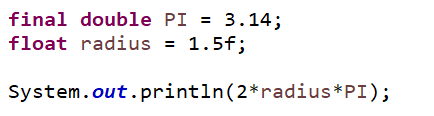 final double PI = 3.14;
float radius = 1.5f;
System.out.println(2*radius*PI);